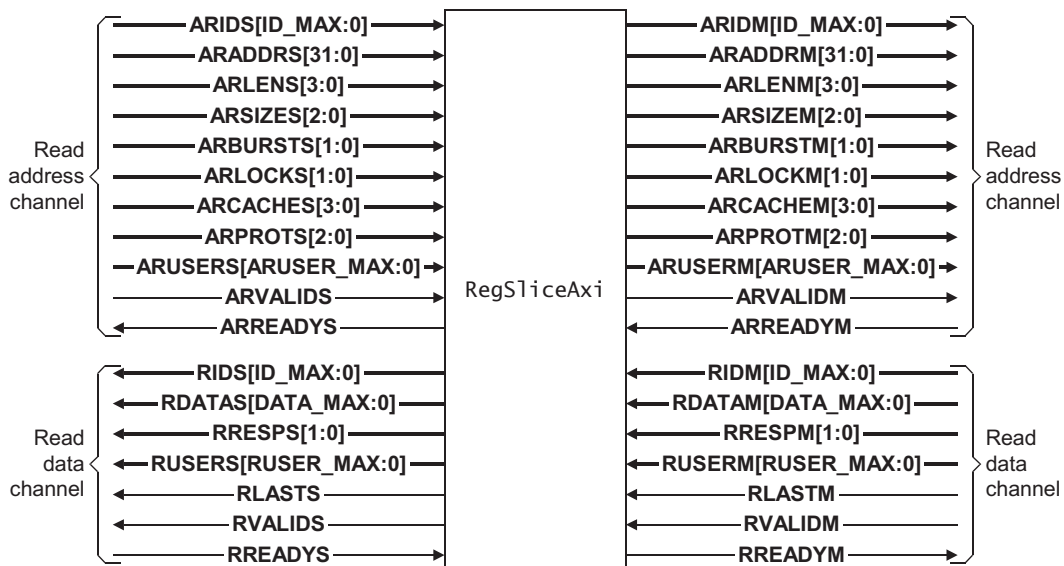 ARIDS[ID_MAX:0]
ARADDRS[31:0]
ARLENS[3:0]
ARSIZES[2:0]
ARBURSTS[1:0]
ARLOCKS[1:0]
ARCACHES[3:0]
ARPROTS[2:0]
ARUSERS[ARUSER_MAX:0]
ARVALIDS
ARREADYS
Read
address
channel
RIDS[ID_MAX:0]
RDATAS[DATA_MAX:0]
RRESPS[1:0]
RUSERS[RUSER_MAX:0]
RLASTS
RVALIDS
RREADYS
Read
data
channel
RegSliceAxi
ARIDM[ID_MAX:0]
ARADDRM[31:0]
ARLENM[3:0]
ARSIZEM[2:0]
ARBURSTM[1:0]
ARLOCKM[1:0]
ARCACHEM[3:0]
ARPROTM[2:0]
ARUSERM[ARUSER_MAX:0]
ARVALIDM
ARREADYM
Read
address
channel
RIDM[ID_MAX:0]
RDATAM[DATA_MAX:0]
RRESPM[1:0]
RUSERM[RUSER_MAX:0]
RLASTM
RVALIDM
RREADYM
Read
data
channel